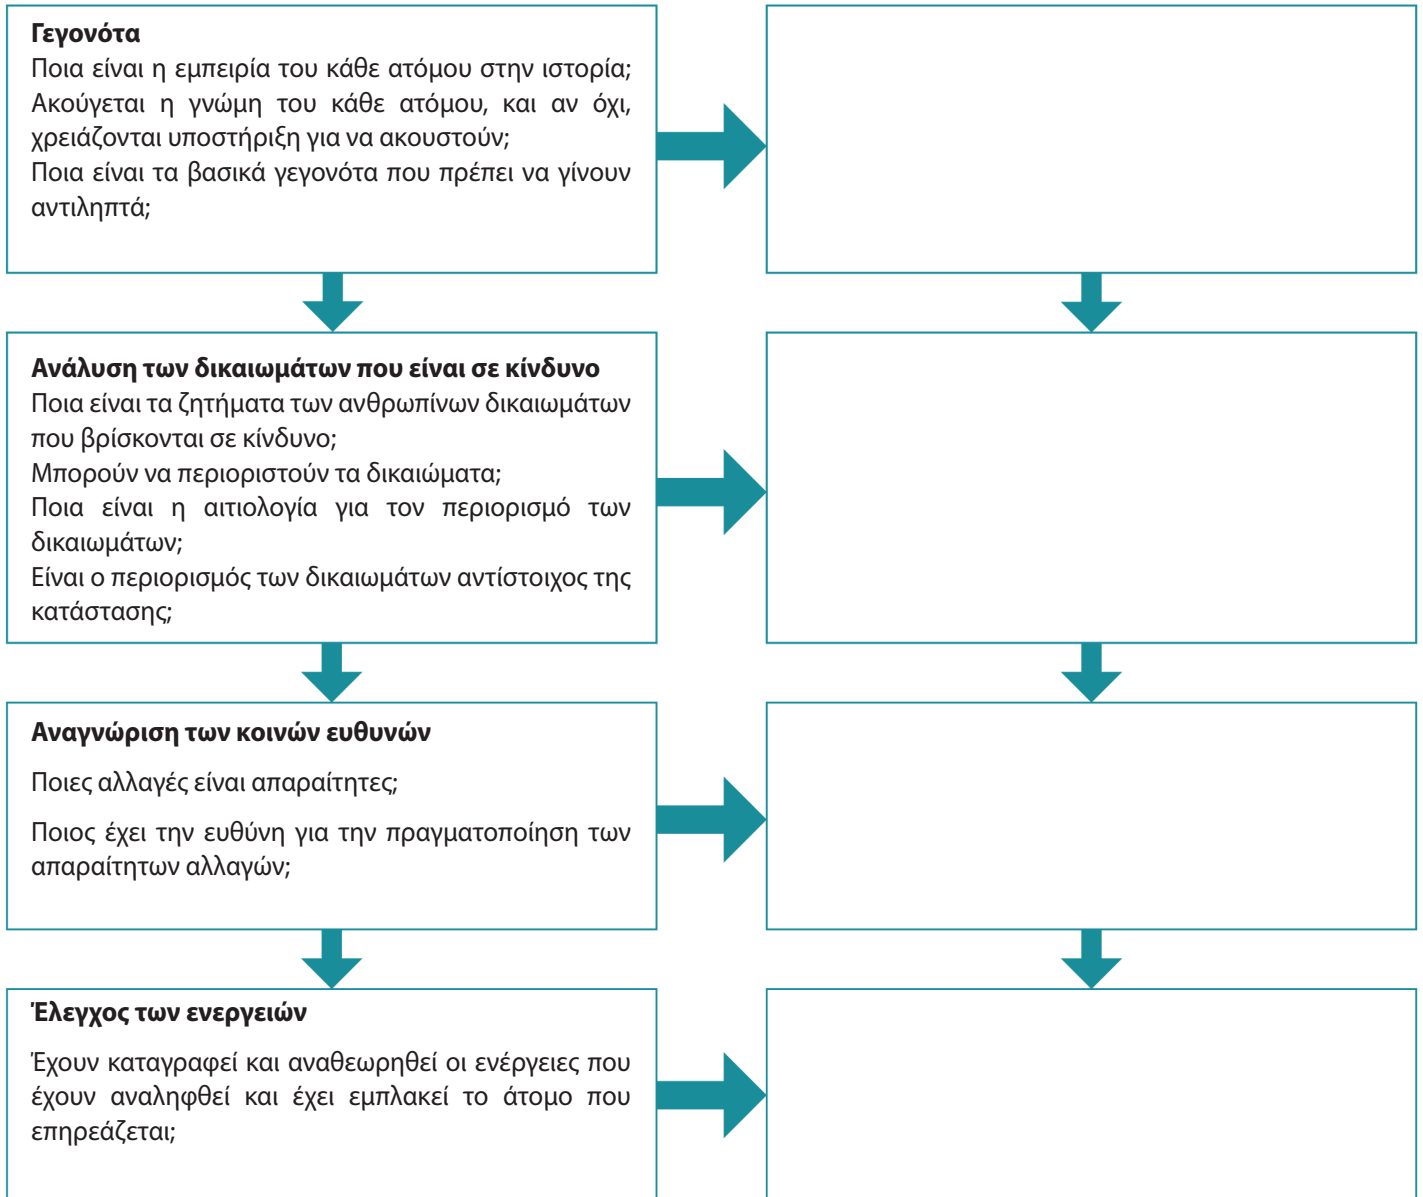 Γεγονότα
Ποια είναι η εμπειρία του κάθε ατόμου στην ιστορία;
Ακούγεται η γνώμη του κάθε ατόμου, και αν όχι,
χρειάζονται υποστήριξη για να ακουστούν;
Ποια είναι τα βασικά γεγονότα που πρέπει να γίνουν
αντιληπτά;
Ανάλυση των δικαιωμάτων που είναι σε κίνδυνο
Ποια είναι τα ζητήματα των ανθρωπίνων δικαιωμάτων
που βρίσκονται σε κίνδυνο;
Μπορούν να περιοριστούν τα δικαιώματα;
Ποια είναι η αιτιολογία για τον περιορισμό των
δικαιωμάτων;
Είναι ο περιορισμός των δικαιωμάτων αντίστοιχος της
κατάστασης;
Αναγνώριση των κοινών ευθυνών
Ποιες αλλαγές είναι απαραίτητες;
Ποιος έχει την ευθύνη για την πραγματοποίηση των
απαραίτητων αλλαγών;
Έλεγχος των ενεργειών
Έχουν καταγραφεί και αναθεωρηθεί οι ενέργειες που
έχουν αναληφθεί και έχει εμπλακεί το άτομο που
επηρεάζεται;